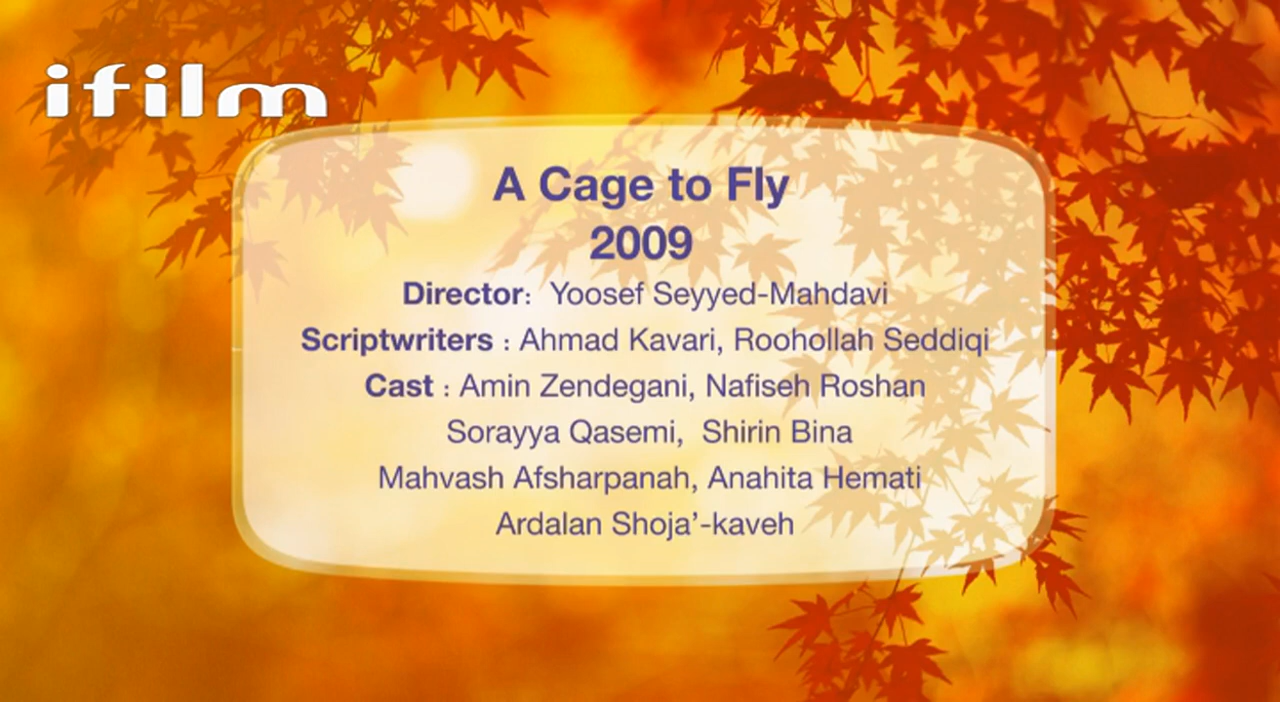 ifilm
A Cage to Fly
2009
Director: Yoosef Seyyed-Mahdavi
Scriptwriters : Ahmad Kavari, Roohollah Seddiqi
Cast : Amin Zendegani, Nafiseh Roshan
Sorayya Qasemi, Shirin Bina
Mahvash Afsharpanah, Anahita Hemati
Ardalan Shoja’-kaveh